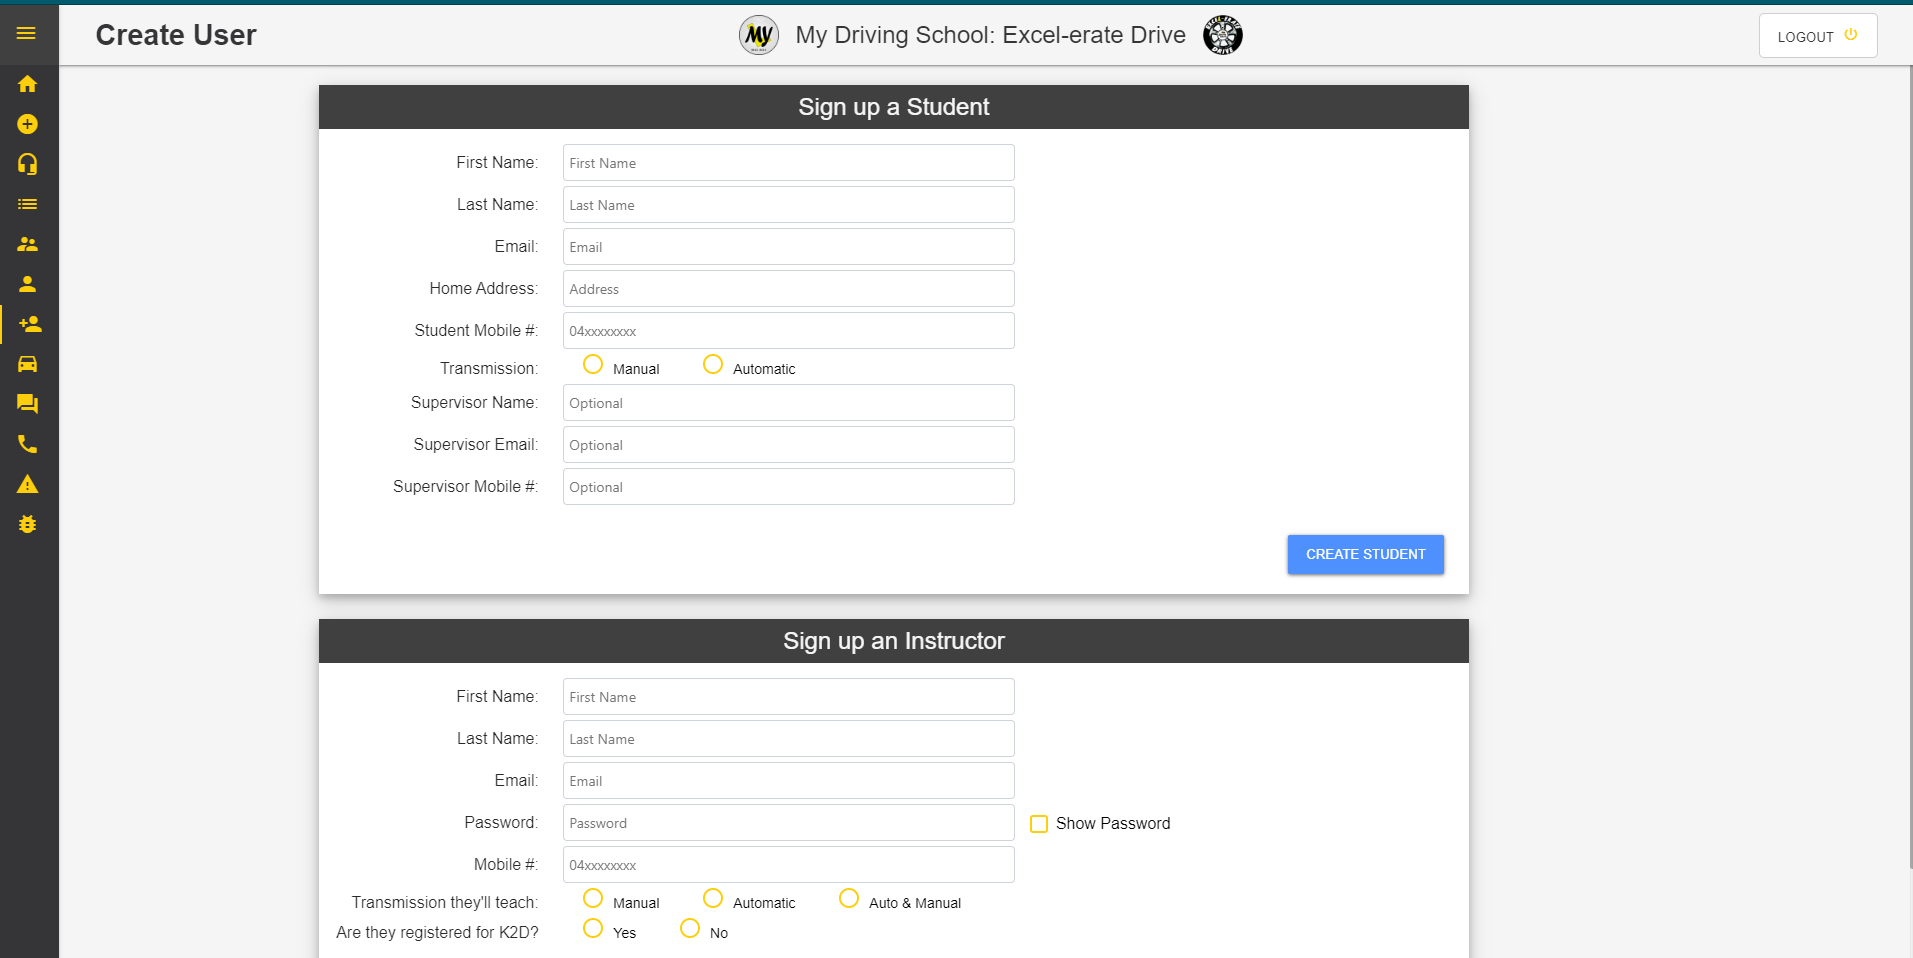 Create User
My
My Driving School: Excel-erate Drive
EXCEL-ERATE
DRIVE
LOGOUT
Sign up a Student
First Name: First Name
Last Name: Last Name
Email: Email
Home Address: Address
Student Mobile #: 04xxxxxxxx
Transmission: Manual Automatic
Supervisor Name: Optional
Supervisor Email: Optional
Supervisor Mobile #: Optional
CREATE STUDENT
Sign up an Instructor
First Name: First Name
Last Name: Last Name
Email: Email
Password: Password Show Password
Mobile #: 04xxxxxxxx
Transmission they'll teach: Manual Automatic Auto & Manual
Are they registered for K2D? Yes No